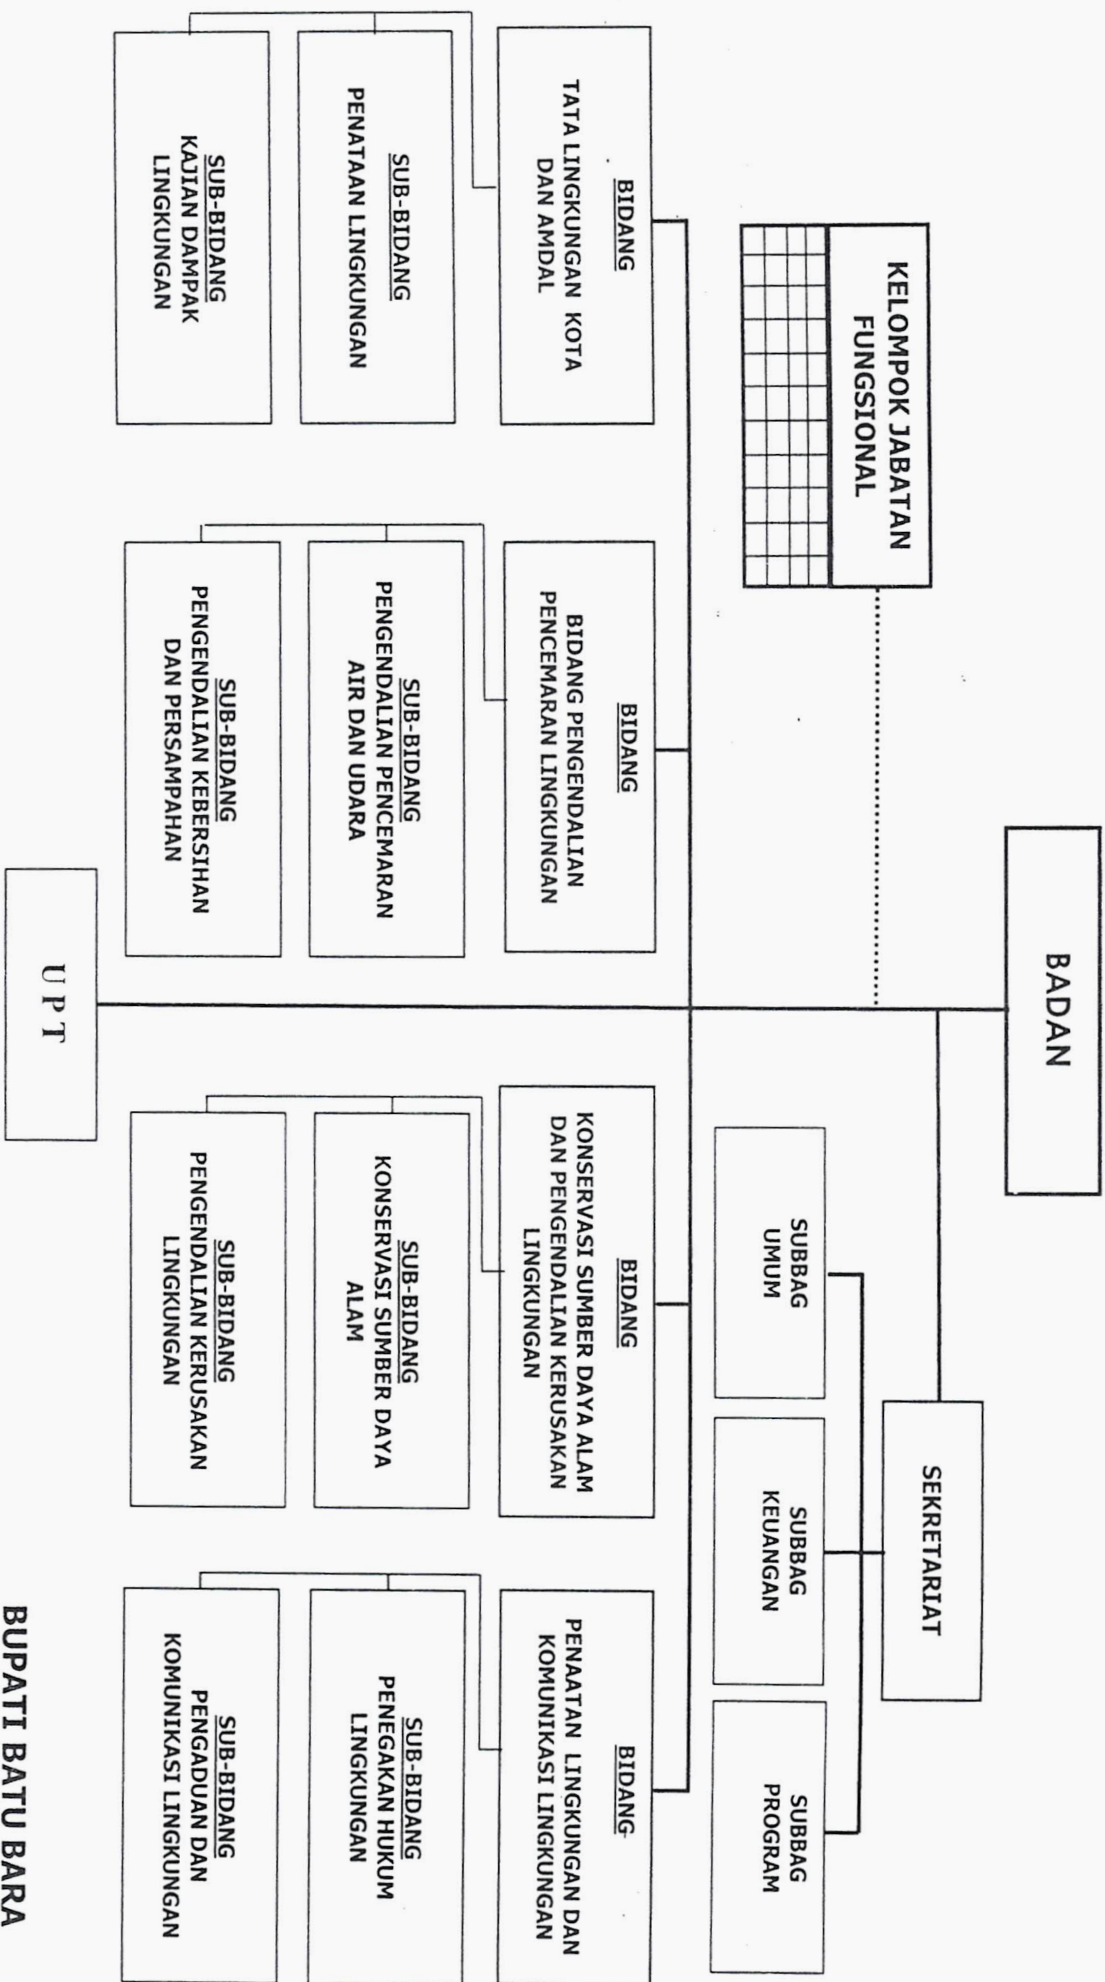 BADAN
KELOMPOK JABATAN
FUNGSIONAL
SEKRETARIAT
SUBBAG
UMUM
SUBBAG
KEUANGAN
SUBBAG
PROGRAM
BIDANG
TATA LINGKUNGAN KOTA
DAN AMDAL
BIDANG
BIDANG PENGENDALIAN
PENCEMARAN LINGKUNGAN
BIDANG
KONSERVASI SUMBER DAYA ALAM
DAN PENGENDALIAN KERUSAKAN
LINGKUNGAN
BIDANG
PENAATAN LINGKUNGAN DAN
KOMUNIKASI LINGKUNGAN
SUB-BIDANG
PENATAAN LINGKUNGAN
SUB-BIDANG
PENGENDALIAN PENCEMARAN
AIR DAN UDARA
SUB-BIDANG
KONSERVASI SUMBER DAYA
ALAM
SUB-BIDANG
PENEGAKAN HUKUM
LINGKUNGAN
SUB-BIDANG
KAJIAN DAMPAK
LINGKUNGAN
SUB-BIDANG
PENGENDALIAN KEBERSIHAN
DAN PERSAMPAHAN
SUB-BIDANG
PENGENDALIAN KERUSAKAN
LINGKUNGAN
SUB-BIDANG
PENGADUAN DAN
KOMUNIKASI LINGKUNGAN
U P T
BUPATI BATU BARA